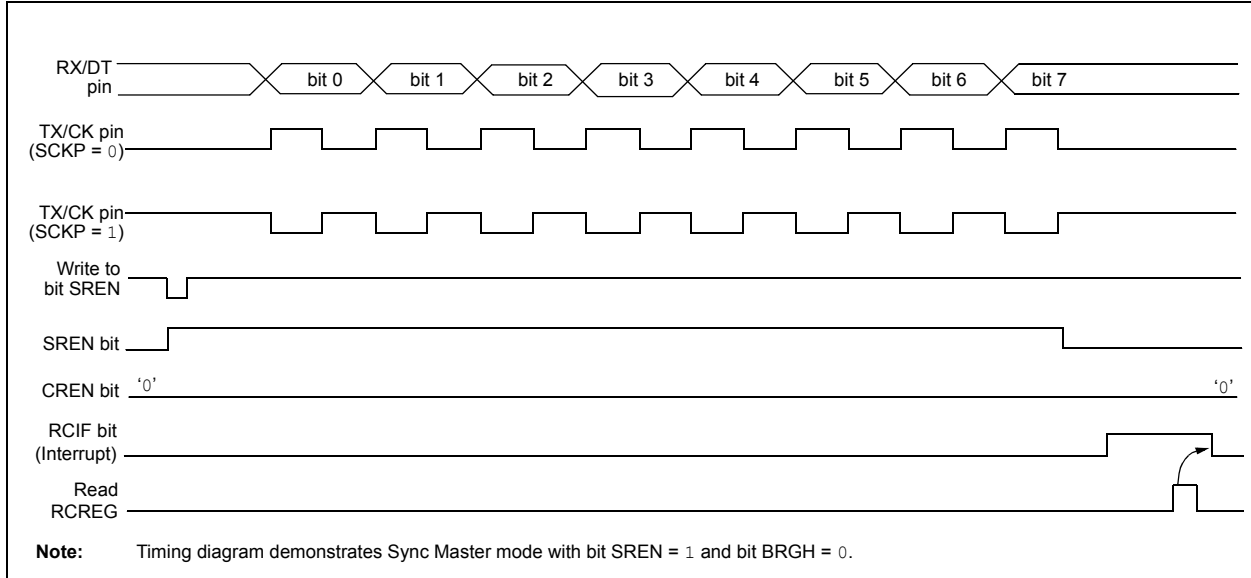 RX/DT
pin
bit 0 bit 1 bit 2 bit 3 bit 4 bit 5 bit 6 bit 7
TX/CK pin
(SCKP = 0)
TX/CK pin
(SCKP = 1)
Write to
bit SREN
SREN bit
CREN bit ‘0’ ‘0’
RCIF bit
(Interrupt)
Read
RCREG
Note: Timing diagram demonstrates Sync Master mode with bit SREN = 1 and bit BRGH = 0.